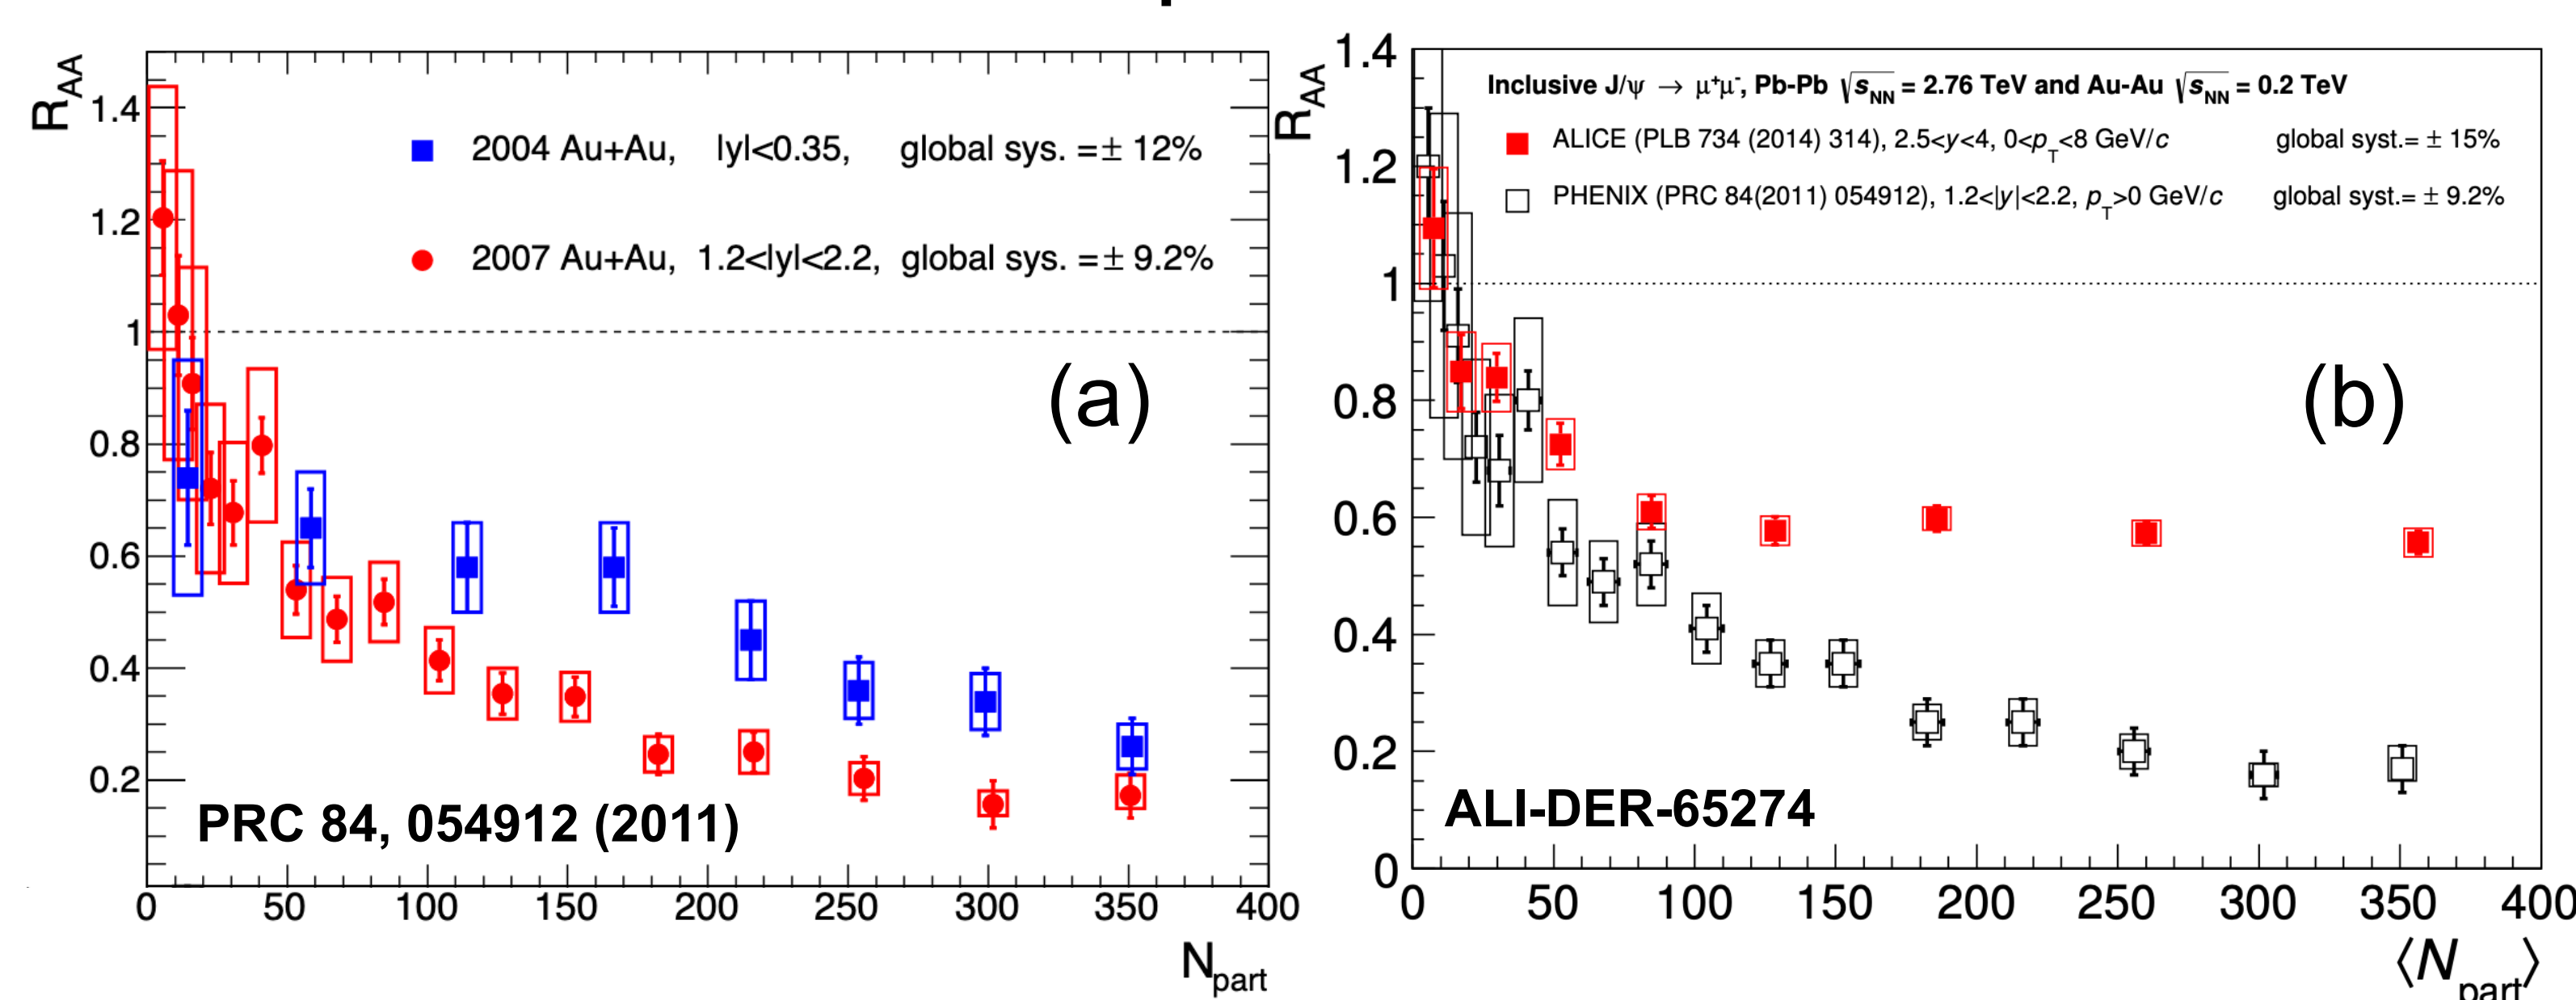 R_AA
1.4
1.2
1
0.8
0.6
0.4
0.2
2004 Au+Au, |y|<0.35, global sys. =± 12%
2007 Au+Au, 1.2<|y|<2.2, global sys. =± 9.2%
(a)
PRC 84, 054912 (2011)
0 50 100 150 200 250 300 350 400
N_part
R_AA
1.4
1.2
1
0.8
0.6
0.4
0.2
0
Inclusive J/ψ → μ⁺μ⁻, Pb-Pb √s_NN = 2.76 TeV and Au-Au √s_NN = 0.2 TeV
ALICE (PLB 734 (2014) 314), 2.5<y<4, 0<p_T<8 GeV/c global syst.= ± 15%
PHENIX (PRC 84(2011) 054912), 1.2<|y|<2.2, p_T>0 GeV/c global syst.= ± 9.2%
(b)
ALI-DER-65274
0 50 100 150 200 250 300 350 400
⟨N_part⟩